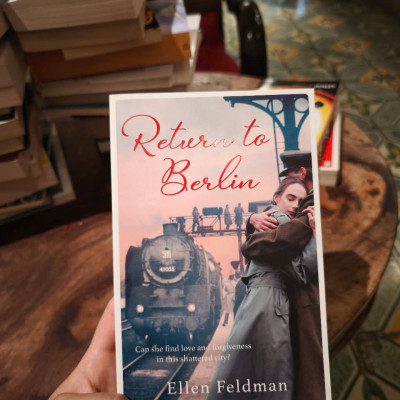 Return to
Berlin
Can she find love and forgiveness
in this shattered city?
Ellen Feldman